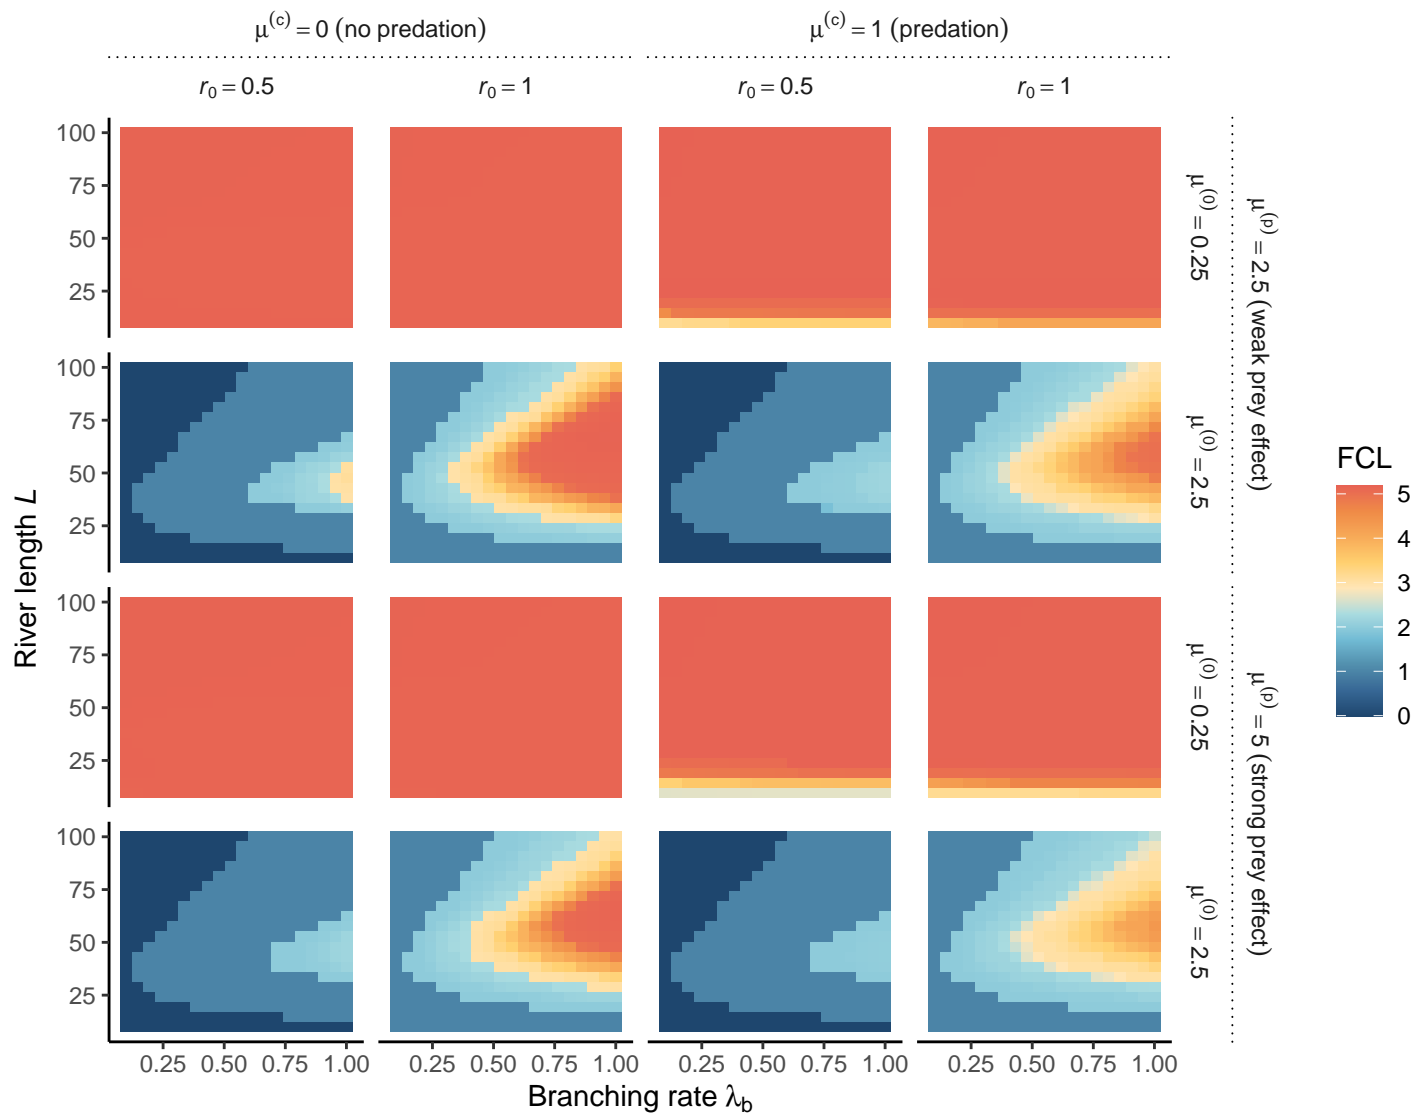 μ(c) = 0 (no predation)
μ(c) = 1 (predation)
r0 = 0.5
r0 = 1
r0 = 0.5
r0 = 1
100
75
50
25
μ(0) = 0.25
100
75
50
25
μ(0) = 2.5
μ(p) = 2.5 (weak prey effect)
100
75
50
25
μ(0) = 0.25
100
75
50
25
μ(0) = 2.5
μ(p) = 5 (strong prey effect)
River length L
0.25 0.50 0.75 1.00
0.25 0.50 0.75 1.00
0.25 0.50 0.75 1.00
0.25 0.50 0.75 1.00
Branching rate λb
FCL
5
4
3
2
1
0